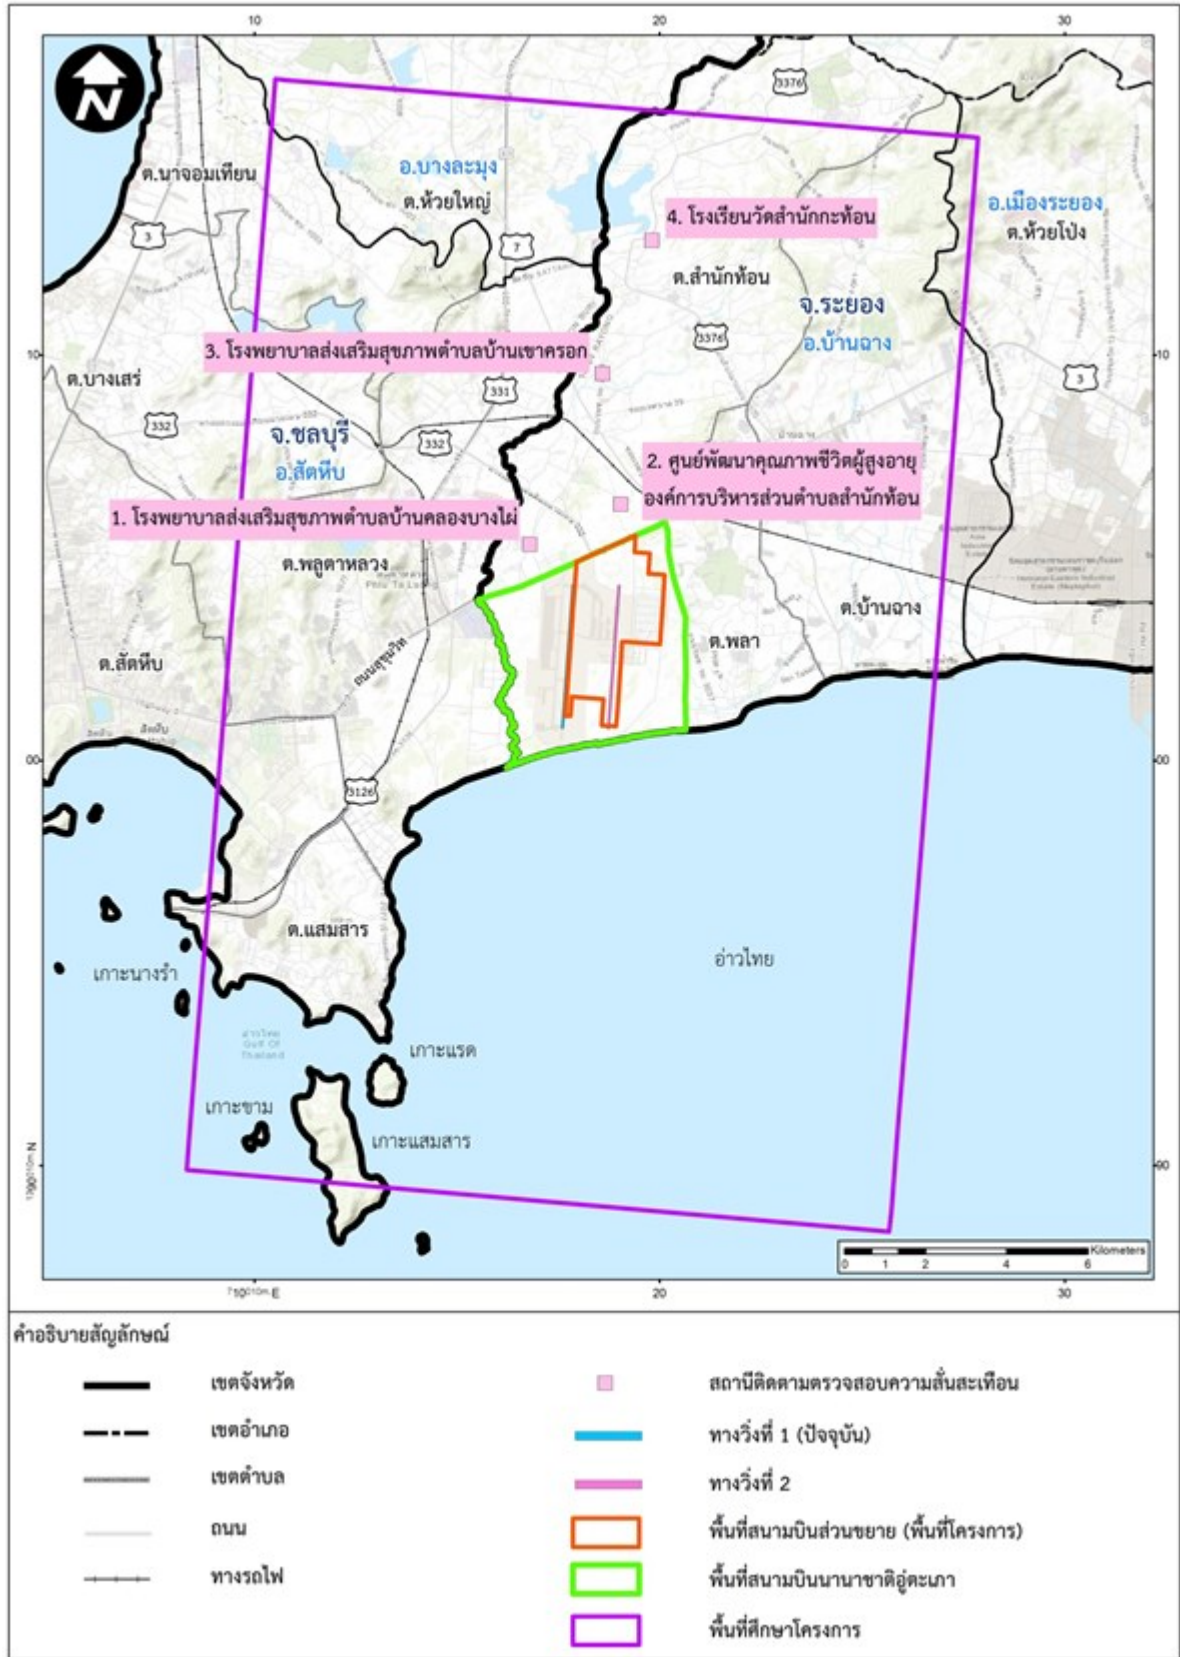 10
20
30
N
3376
อ.บางละมุง
ต.นาจอมเทียน
ต.ห้วยใหญ่
อ.เมืองระยอง
ต.ห้วยโป่ง
4. โรงเรียนวัดสำนักกะท้อน
3
7
ต.สำนักท้อน
จ.ระยอง
อ.บ้านฉาง
3376
3. โรงพยาบาลส่งเสริมสุขภาพตำบลบ้านเขาครอก
10
10
ต.บางเสร่
331
3
332
จ.ชลบุรี
332
อ.สัตหีบ
2. ศูนย์พัฒนาคุณภาพชีวิตผู้สูงอายุ
องค์การบริหารส่วนตำบลสำนักท้อน
1. โรงพยาบาลส่งเสริมสุขภาพตำบลบ้านคลองบางไผ่
ต.พลูตาหลวง
Phlu Ta Luang
ต.บ้านฉาง
ต.พลา
ต.สัตหีบ
ถนนสุขุมวิท
สัตหีบ
00
00
3126
ต.แสมสาร
อ่าวไทย
เกาะนางรำ
อ่าวไทย
Gulf Of
Thailand
เกาะแรด
เกาะขาม
เกาะแสมสาร
90
Kilometers
0 1 2 4 6
20
30
คำอธิบายสัญลักษณ์
เขตจังหวัด
เขตอำเภอ
เขตตำบล
ถนน
ทางรถไฟ
สถานีติดตามตรวจสอบความสั่นสะเทือน
ทางวิ่งที่ 1 (ปัจจุบัน)
ทางวิ่งที่ 2
พื้นที่สนามบินส่วนขยาย (พื้นที่โครงการ)
พื้นที่สนามบินนานาชาติอู่ตะเภา
พื้นที่ศึกษาโครงการ